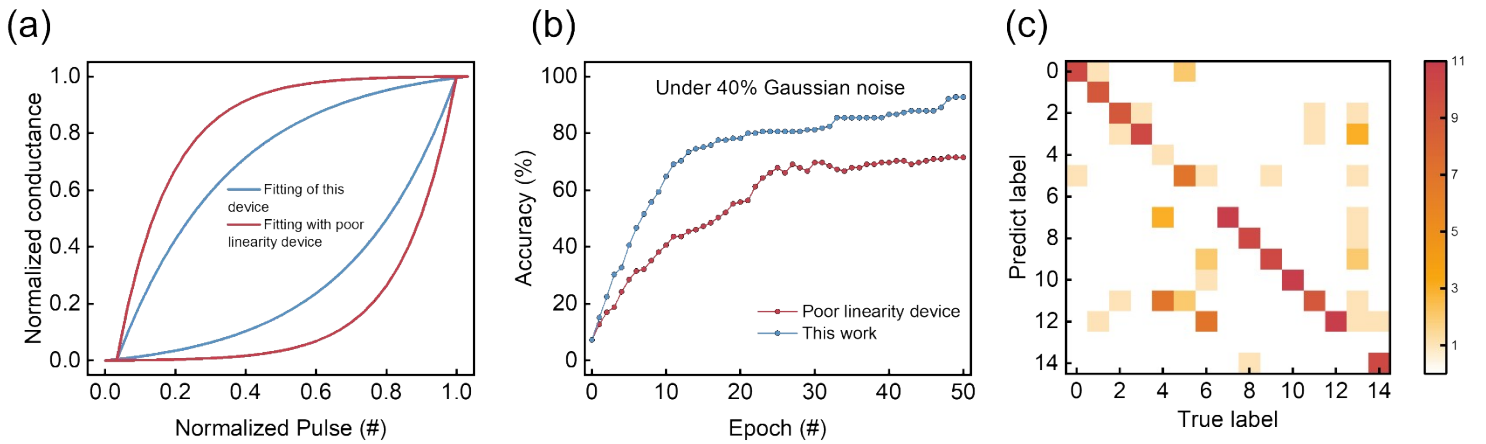 (a)
(b)
(c)
Normalized conductance
1.0
0.8
0.6
0.4
0.2
0.0
Fitting of this
device
Fitting with poor
linearity device
0.0
0.2
0.4
0.6
0.8
1.0
Normalized Pulse (#)
Accuracy (%)
100
80
60
40
20
0
Under 40% Gaussian noise
Poor linearity device
This work
0
10
20
30
40
50
Epoch (#)
Predict label
0
2
4
6
8
10
12
14
0
2
4
6
8
10
12
14
True label
11
9
7
5
3
1